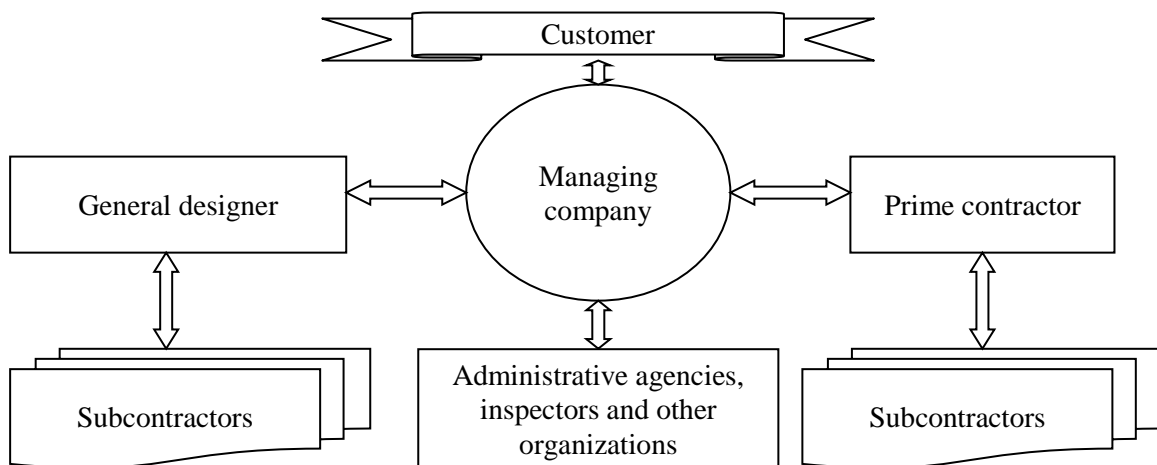 Customer
Managing
company
General designer
Prime contractor
Subcontractors
Administrative agencies,
inspectors and other
organizations
Subcontractors